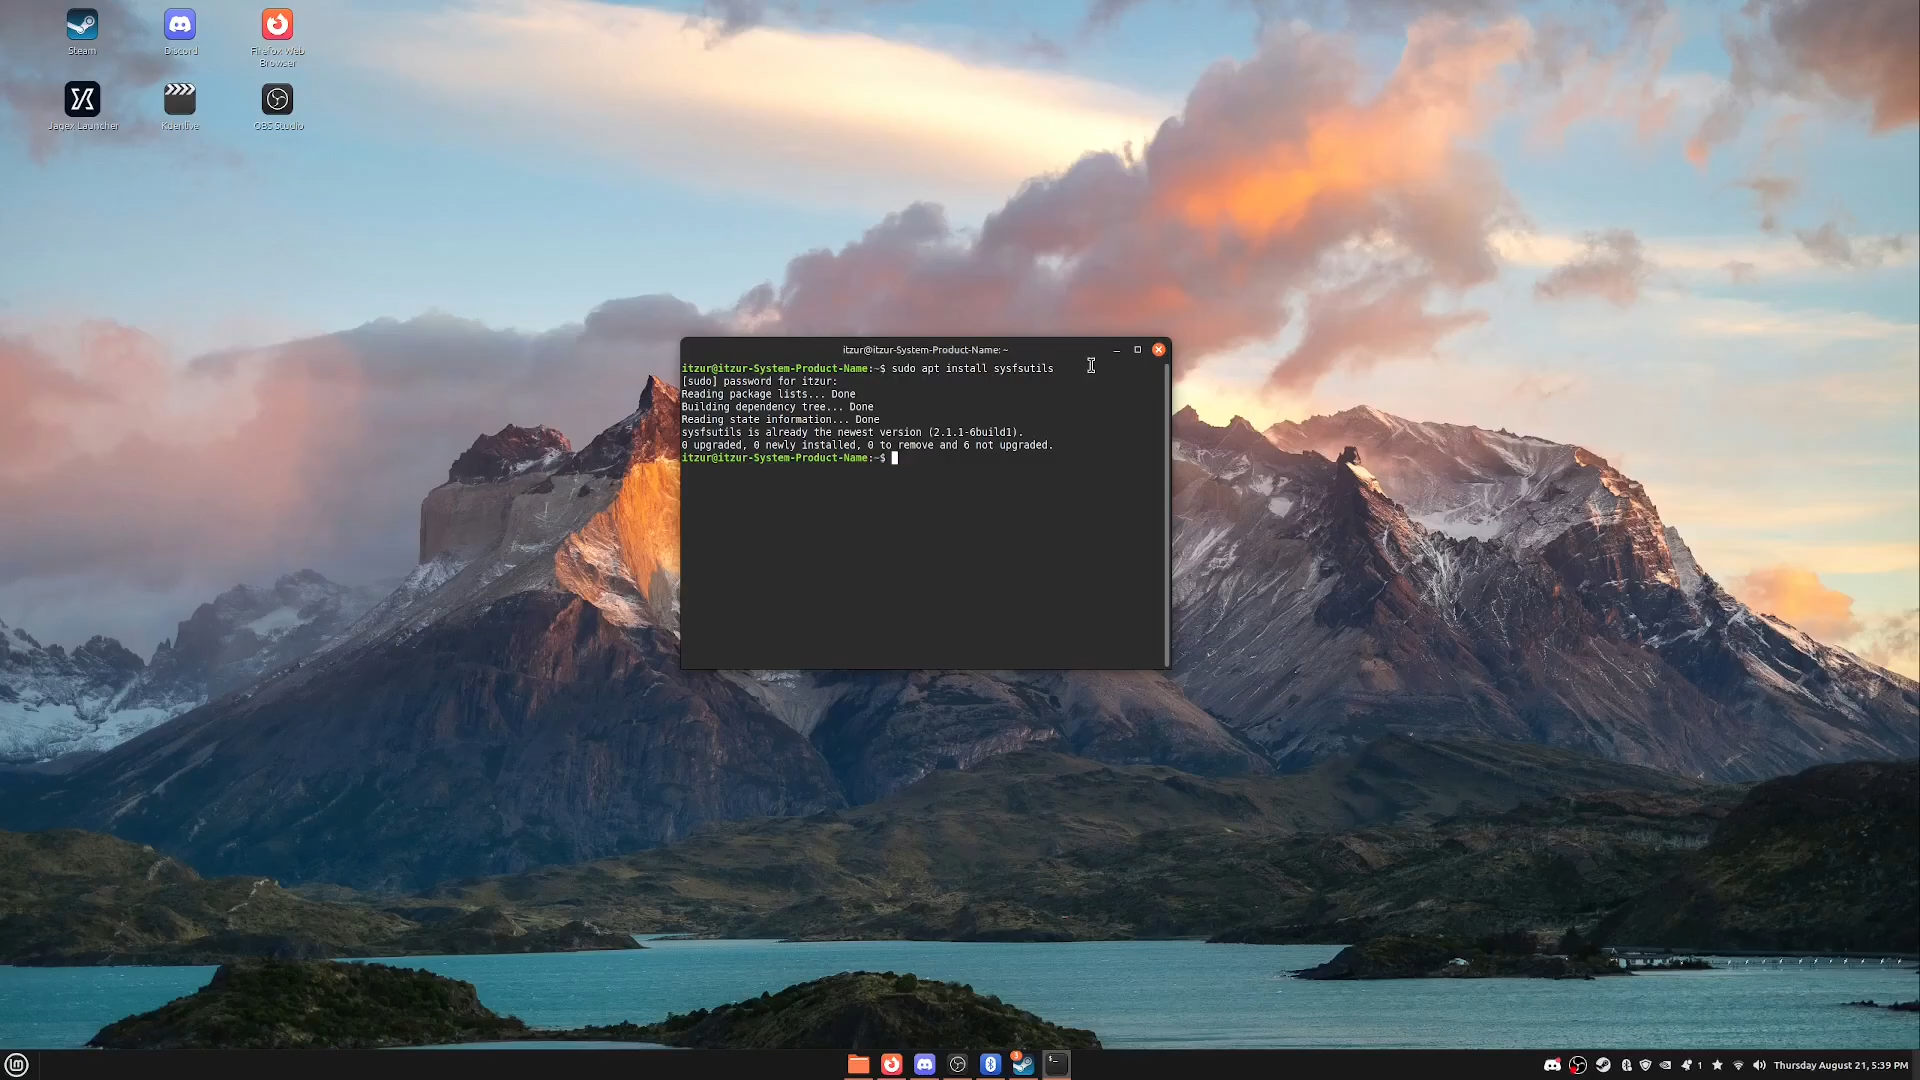 Steam
Discord
Firefox Web
Browser
Jagex Launcher
Kdenlive
OBS Studio
itzur@itzur-System-Product-Name: ~
itzur@itzur-System-Product-Name:~$ sudo apt install sysfsutils
[sudo] password for itzur:
Reading package lists... Done
Building dependency tree... Done
Reading state information... Done
sysfsutils is already the newest version (2.1.1-6build1).
0 upgraded, 0 newly installed, 0 to remove and 6 not upgraded.
itzur@itzur-System-Product-Name:~$
3
1
Thursday August 21, 5:39 PM